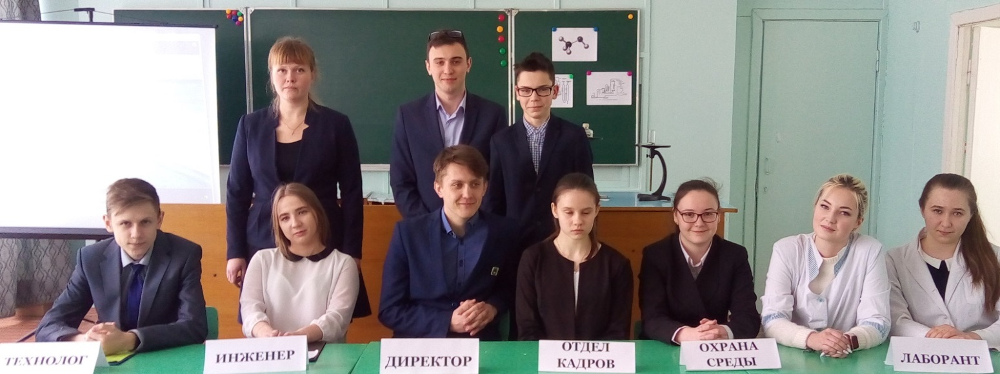 ТЕХНОЛОГ
ИНЖЕНЕР
ДИРЕКТОР
ОТДЕЛ
КАДРОВ
ОХРАНА
СРЕДЫ
ЛАБОРАНТ